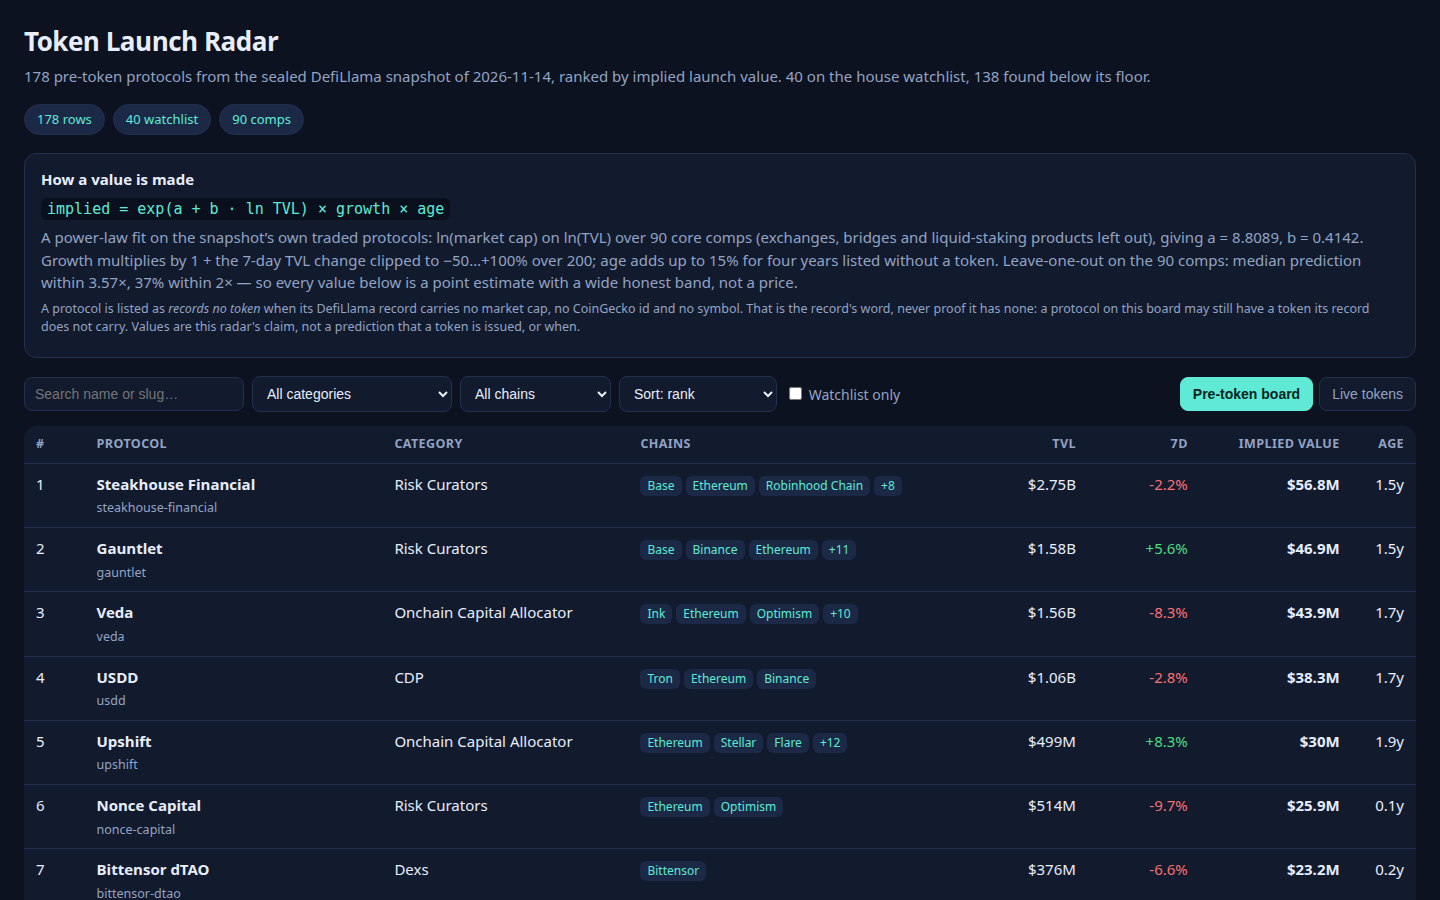 Token Launch Radar
178 pre-token protocols from the sealed DefiLlama snapshot of 2026-11-14, ranked by implied launch value. 40 on the house watchlist, 138 found below its floor.
178 rows 40 watchlist 90 comps
How a value is made
implied = exp(a + b · ln TVL) × growth × age
A power-law fit on the snapshot's own traded protocols: ln(market cap) on ln(TVL) over 90 core comps (exchanges, bridges and liquid-staking products left out), giving a = 8.8089, b = 0.4142.
Growth multiplies by 1 + the 7-day TVL change clipped to −50…+100% over 200; age adds up to 15% for four years listed without a token. Leave-one-out on the 90 comps: median prediction
within 3.57×, 37% within 2× — so every value below is a point estimate with a wide honest band, not a price.
A protocol is listed as records no token when its DefiLlama record carries no market cap, no CoinGecko id and no symbol. That is the record's word, never proof it has none: a protocol on this board may still have a token its record
does not carry. Values are this radar's claim, not a prediction that a token is issued, or when.
Search name or slug… All categories All chains Sort: rank Watchlist only Pre-token board Live tokens
# PROTOCOL CATEGORY CHAINS TVL 7D IMPLIED VALUE AGE
1 Steakhouse Financial Risk Curators Base Ethereum Robinhood Chain +8 $2.75B -2.2% $56.8M 1.5y
steakhouse-financial
2 Gauntlet Risk Curators Base Binance Ethereum +11 $1.58B +5.6% $46.9M 1.5y
gauntlet
3 Veda Onchain Capital Allocator Ink Ethereum Optimism +10 $1.56B -8.3% $43.9M 1.7y
veda
4 USDD CDP Tron Ethereum Binance $1.06B -2.8% $38.3M 1.7y
usdd
5 Upshift Onchain Capital Allocator Ethereum Stellar Flare +12 $499M +8.3% $30M 1.9y
upshift
6 Nonce Capital Risk Curators Ethereum Optimism $514M -9.7% $25.9M 0.1y
nonce-capital
7 Bittensor dTAO Dexs Bittensor $376M -6.6% $23.2M 0.2y
bittensor-dtao